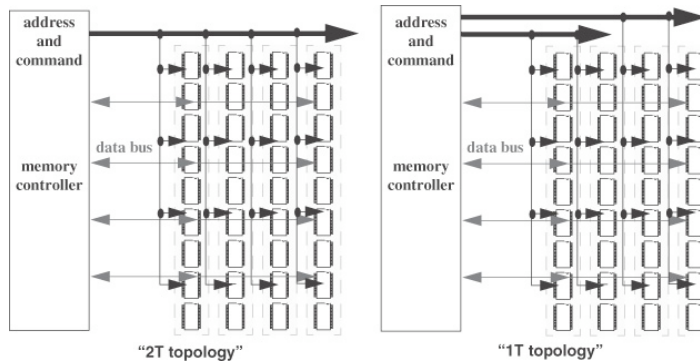 address
and
command
data bus
memory
controller
“2T topology”
address
and
command
data bus
memory
controller
“1T topology”